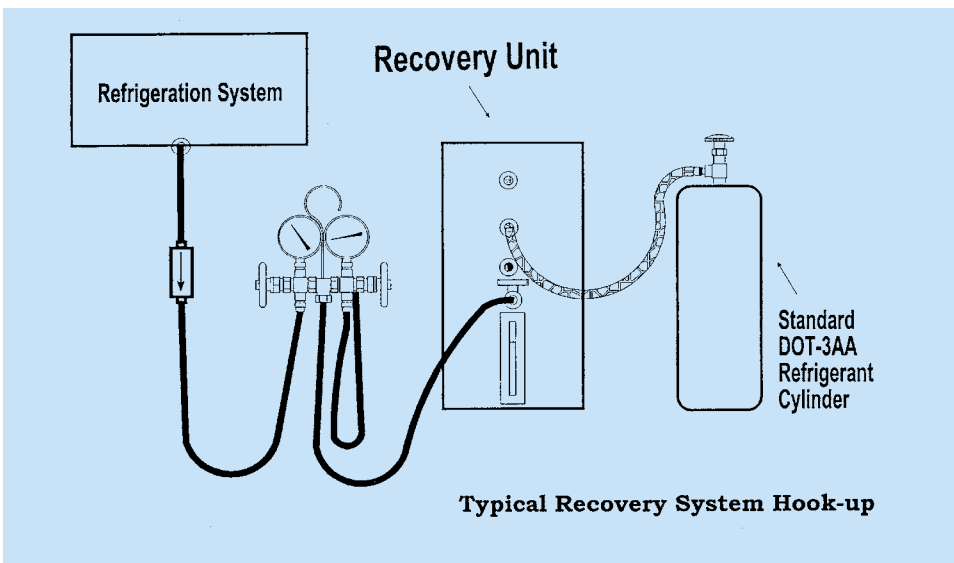 Recovery Unit
Refrigeration System
Standard
DOT-3AA
Refrigerant
Cylinder
Typical Recovery System Hook-up